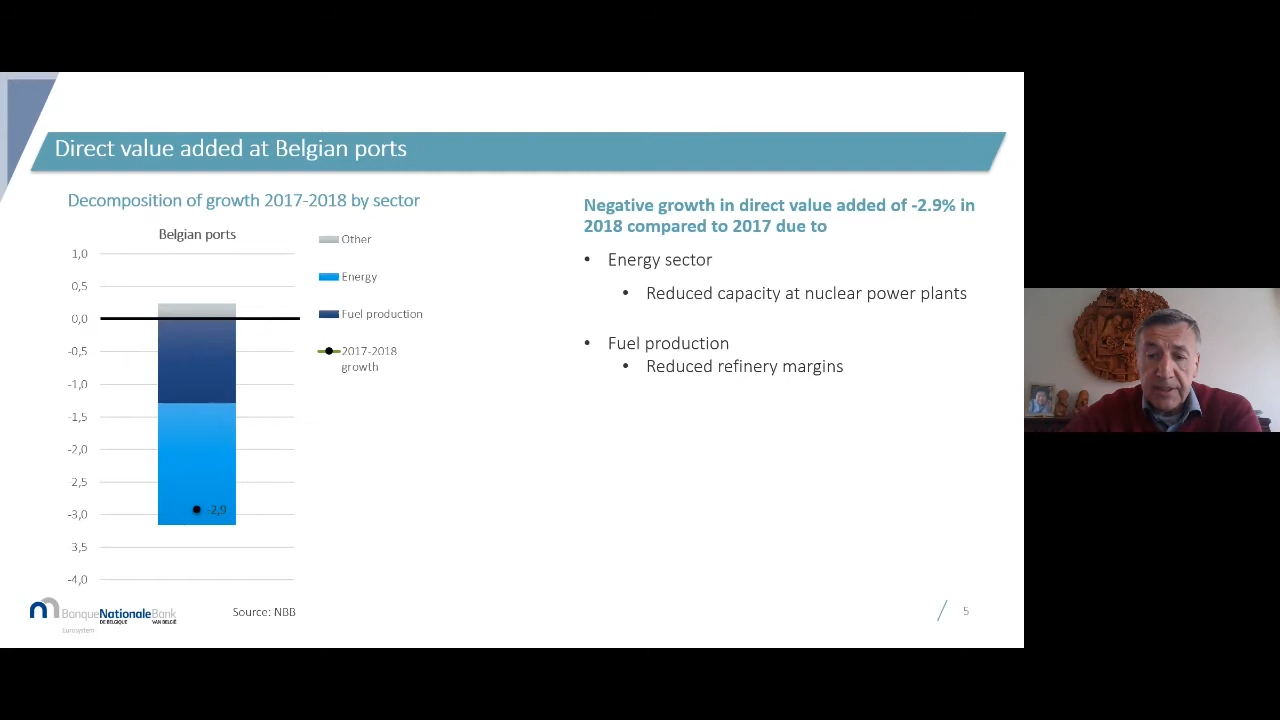 Direct value added at Belgian ports
Decomposition of growth 2017-2018 by sector
Belgian ports
1,0
0,5
0,0
-0,5
-1,0
-1,5
-2,0
-2,5
-3,0
3,5
-4,0
-2,9
Other
Energy
Fuel production
2017-2018
growth
Negative growth in direct value added of -2.9% in
2018 compared to 2017 due to
• Energy sector
• Reduced capacity at nuclear power plants
• Fuel production
• Reduced refinery margins
BanqueNationaleBank
DE BELGIQUE VAN BELGIË
Eurosystem
Source: NBB
5